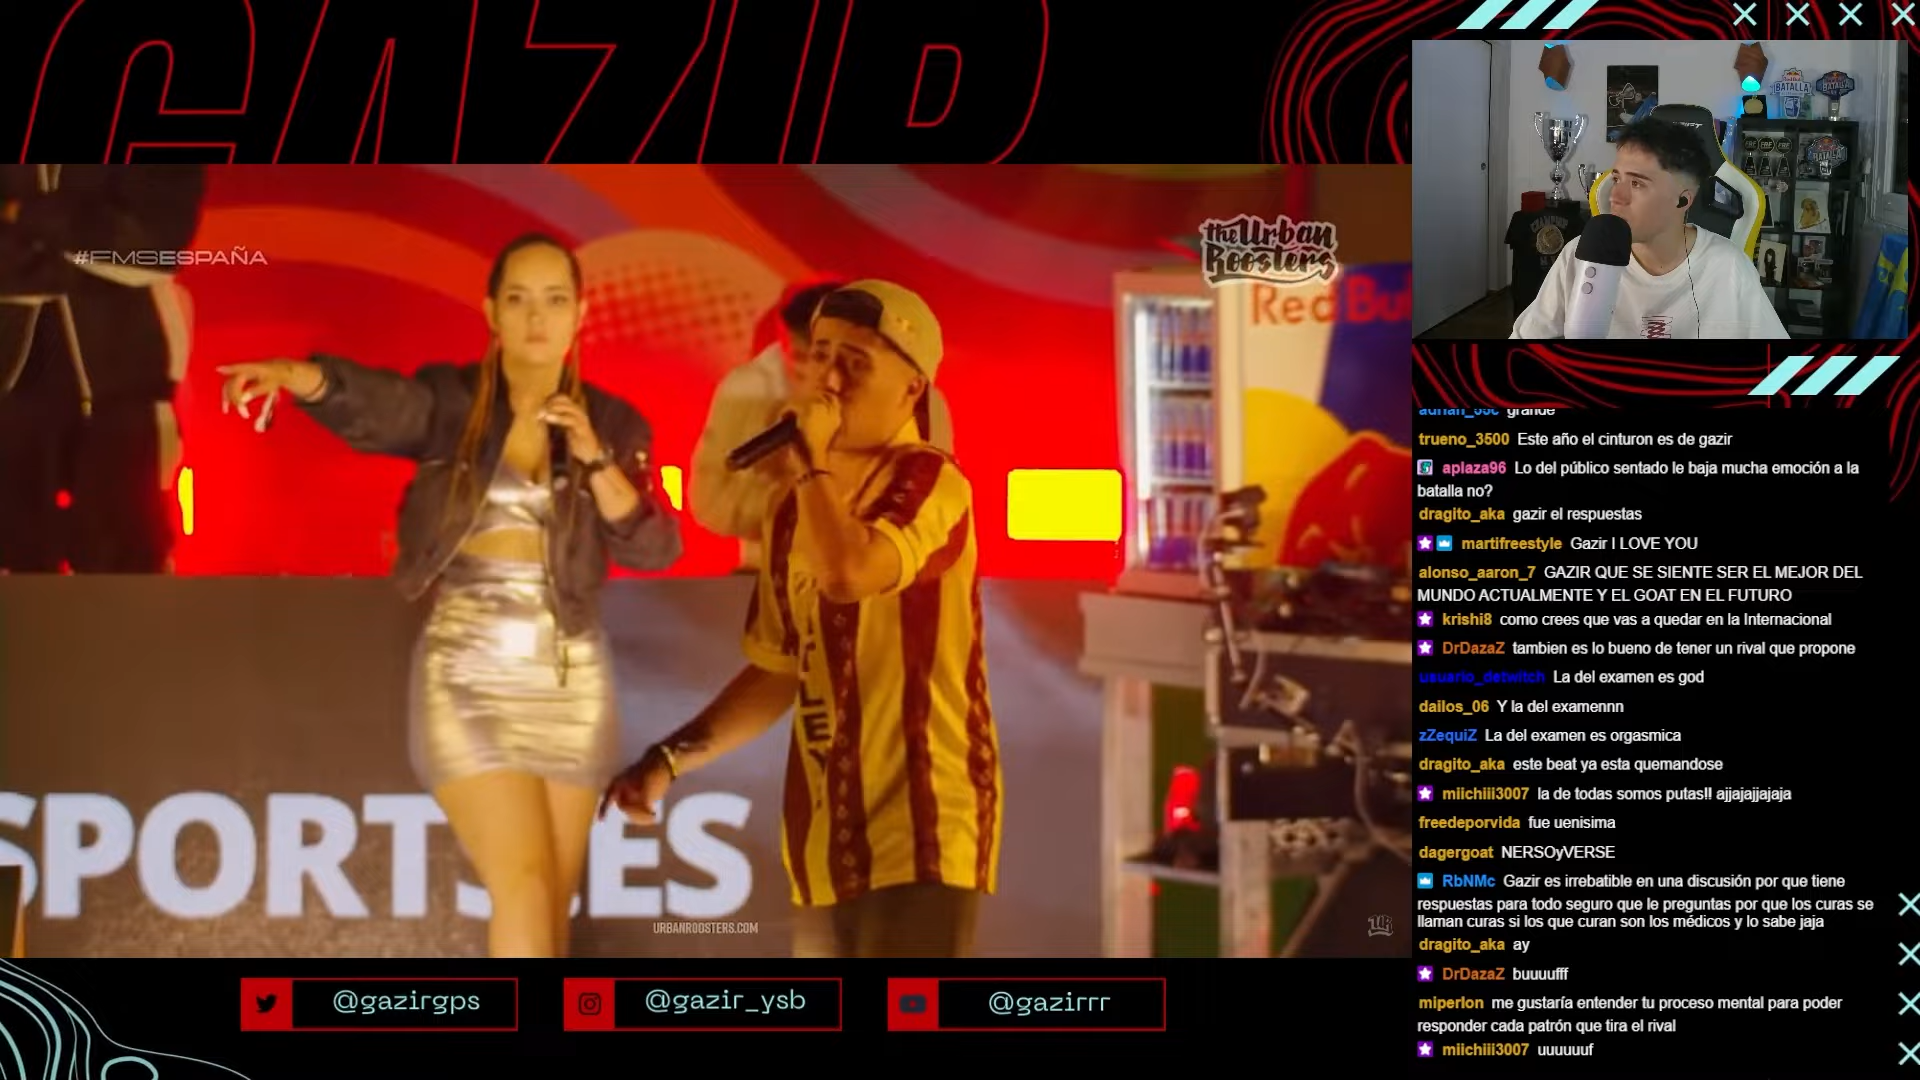 GAZIR
#FMSESPAÑA
the Urban
Roosters
Red Bul
SPORT
ES
URBANROOSTERS.COM
@gazirgps
@gazir_ysb
@gazirrr
BATALLA
adrian_55c grande
trueno_3500 Este año el cinturon es de gazir
aplaza96 Lo del público sentado le baja mucha emoción a la
batalla no?
dragito_aka gazir el respuestas
martifreestyle Gazir I LOVE YOU
alonso_aaron_7 GAZIR QUE SE SIENTE SER EL MEJOR DEL
MUNDO ACTUALMENTE Y EL GOAT EN EL FUTURO
krishi8 como crees que vas a quedar en la Internacional
DrDazaZ tambien es lo bueno de tener un rival que propone
usuario_detwitch La del examen es god
dailos_06 Y la del examennn
zZequiZ La del examen es orgasmica
dragito_aka este beat ya esta quemandose
miichiii3007 la de todas somos putas!! ajjajajjajaja
freedeporvida fue uenisima
dagergoat NERSOyVERSE
RbNMc Gazir es irrebatible en una discusión por que tiene
respuestas para todo seguro que le preguntas por que los curas se
llaman curas si los que curan son los médicos y lo sabe jaja
dragito_aka ay
DrDazaZ buuuufff
miperlon me gustaría entender tu proceso mental para poder
responder cada patrón que tira el rival
miichiii3007 uuuuuuf